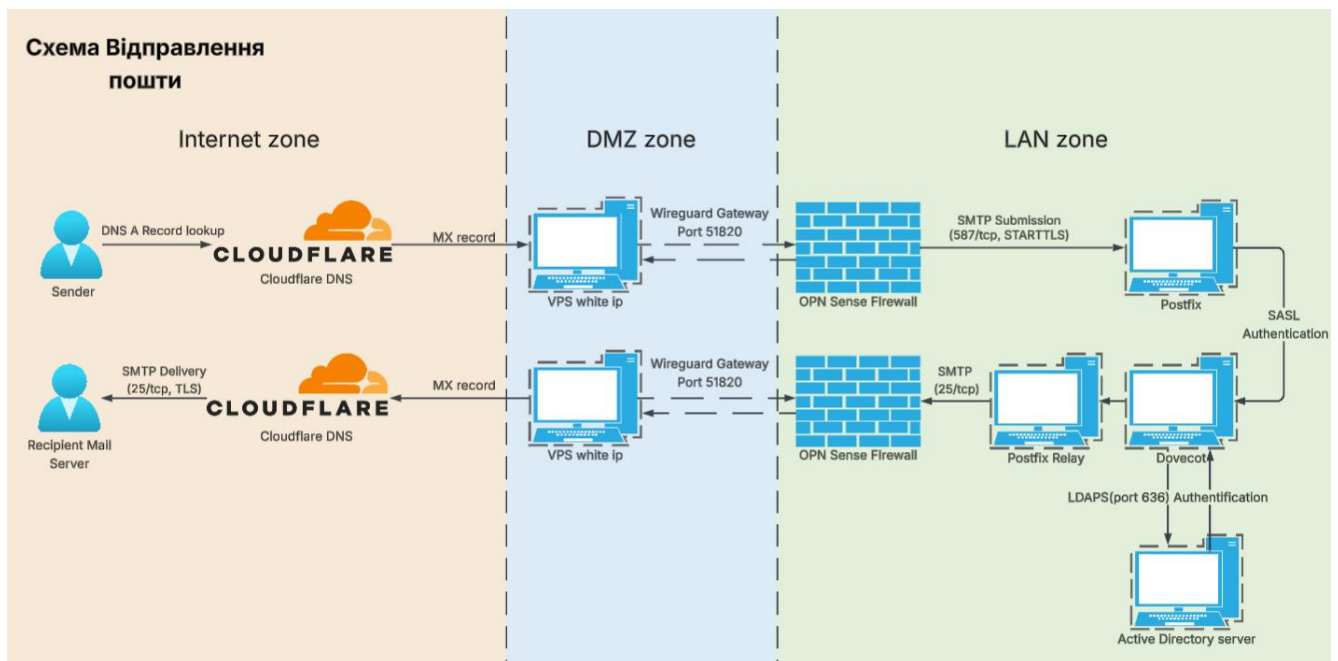 Схема Відправлення
пошти
Internet zone
DMZ zone
LAN zone
DNS A Record lookup
CLOUDFLARE
Cloudflare DNS
Sender
MX record
VPS white ip
Wireguard Gateway
Port 51820
OPN Sense Firewall
SMTP Submission
(587/tcp, STARTTLS)
Postfix
SASL
Authentication
SMTP Delivery
(25/tcp, TLS)
Recipient Mail
Server
CLOUDFLARE
Cloudflare DNS
MX record
VPS white ip
Wireguard Gateway
Port 51820
OPN Sense Firewall
SMTP
(25/tcp)
Postfix Relay
Dovecot
LDAPS(port 636) Authentification
Active Directory server